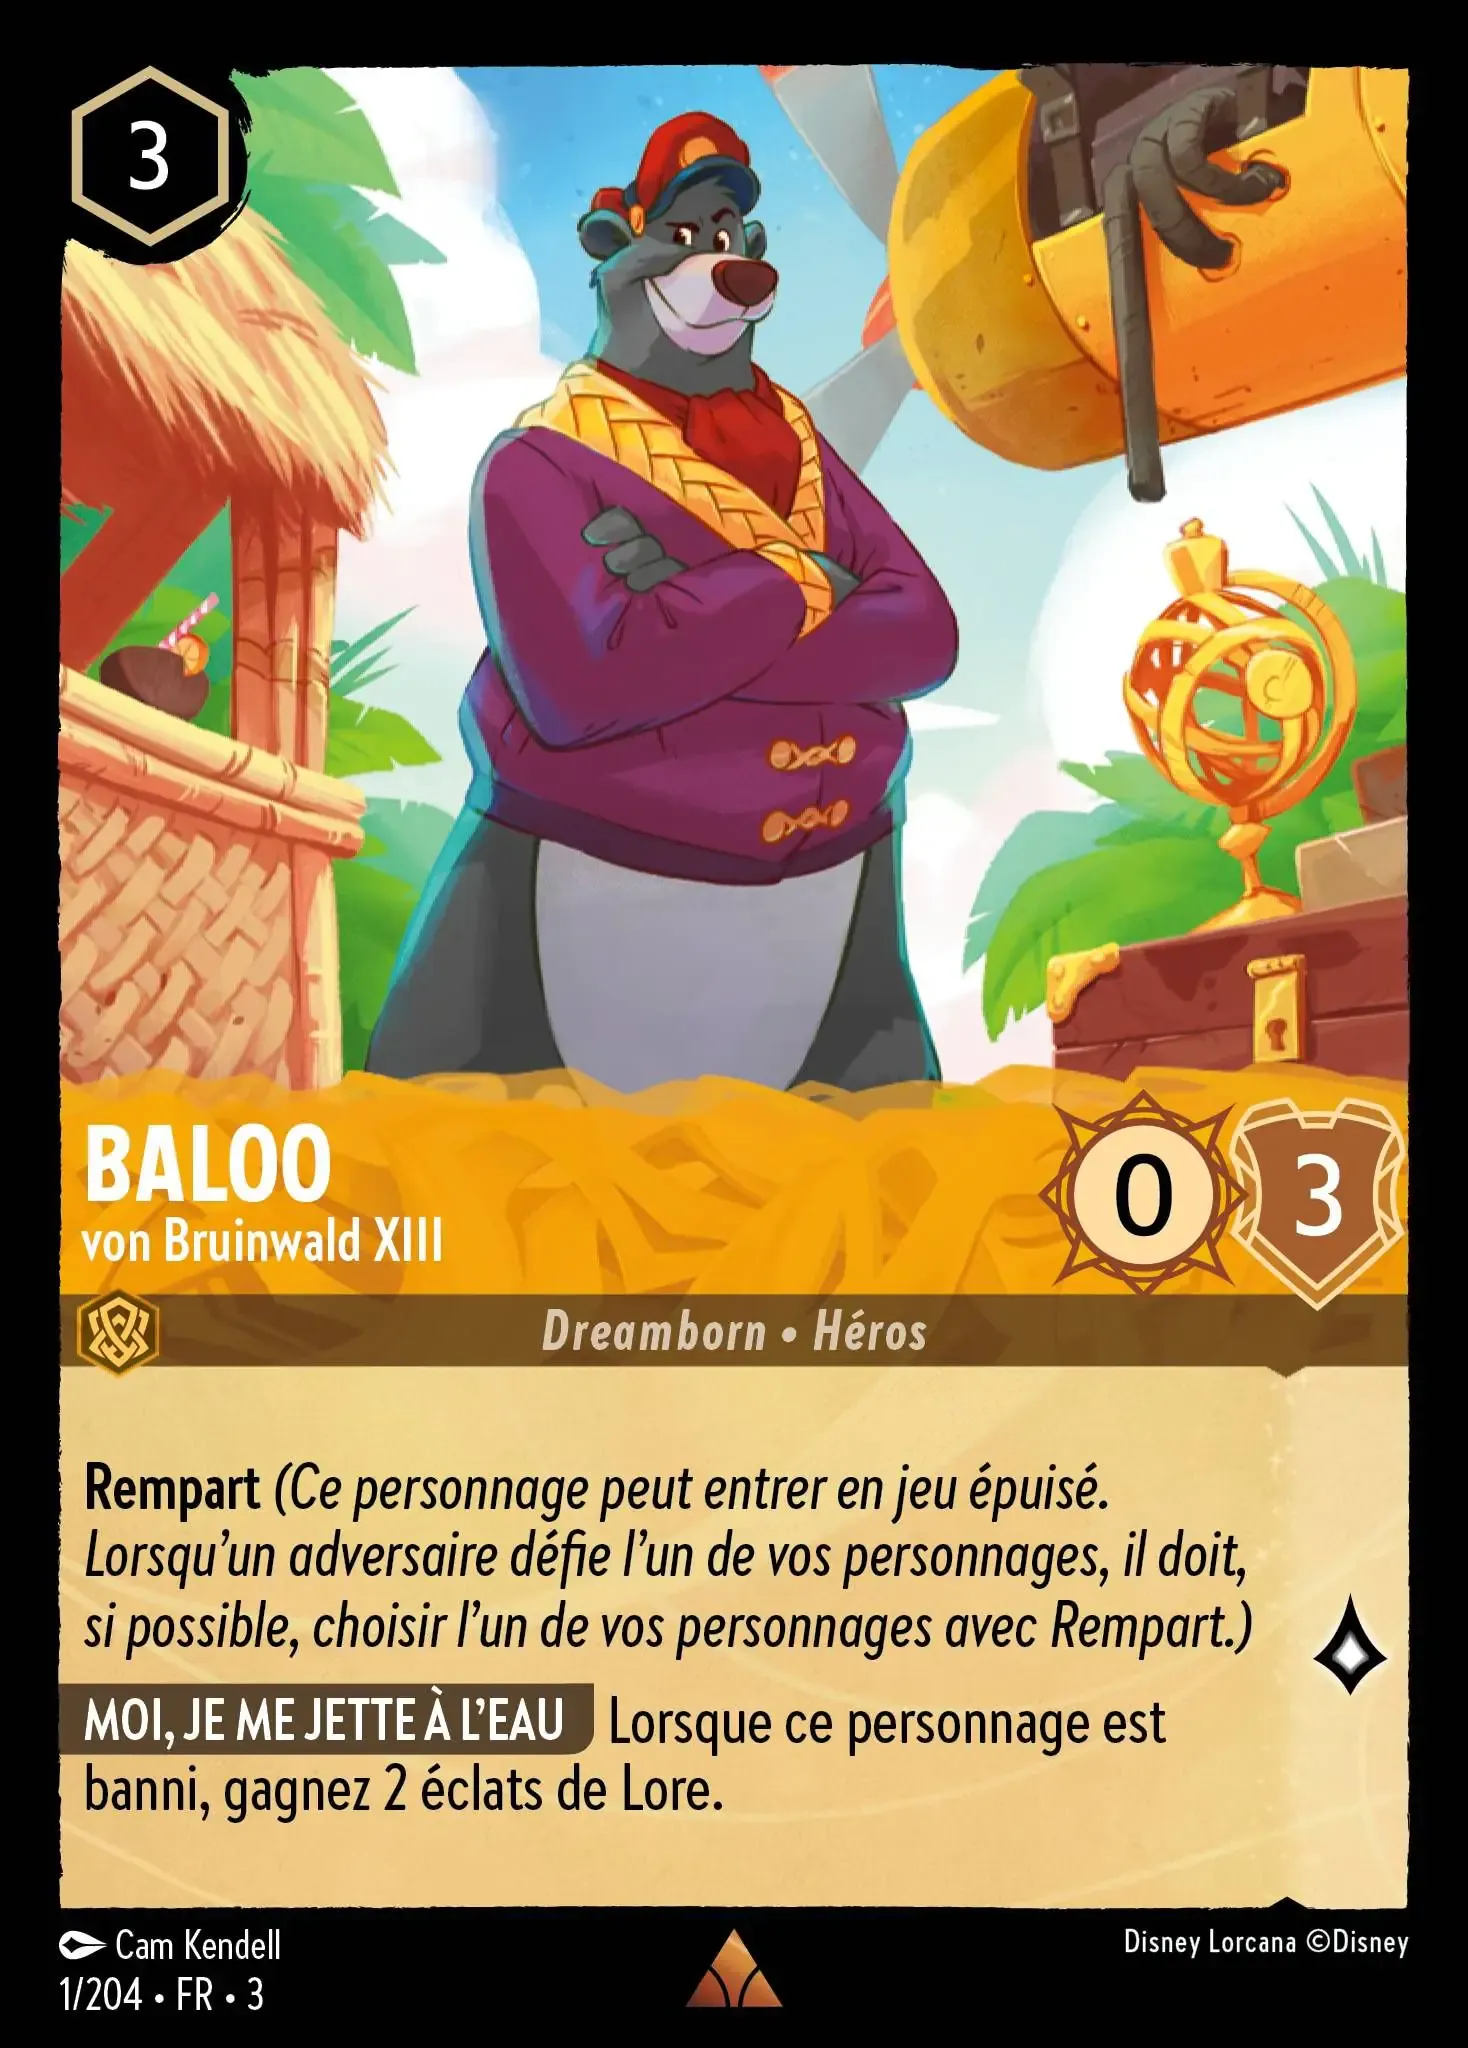 3
BALOO
von Bruinwald XIII
0
3
Dreamborn • Héros
Rempart (Ce personnage peut entrer en jeu épuisé.
Lorsqu'un adversaire défie l'un de vos personnages, il doit,
si possible, choisir l'un de vos personnages avec Rempart.)
MOI, JE ME JETTE À L'EAU Lorsque ce personnage est
banni, gagnez 2 éclats de Lore.
Cam Kendell
Disney Lorcana ©Disney
1/204 • FR • 3